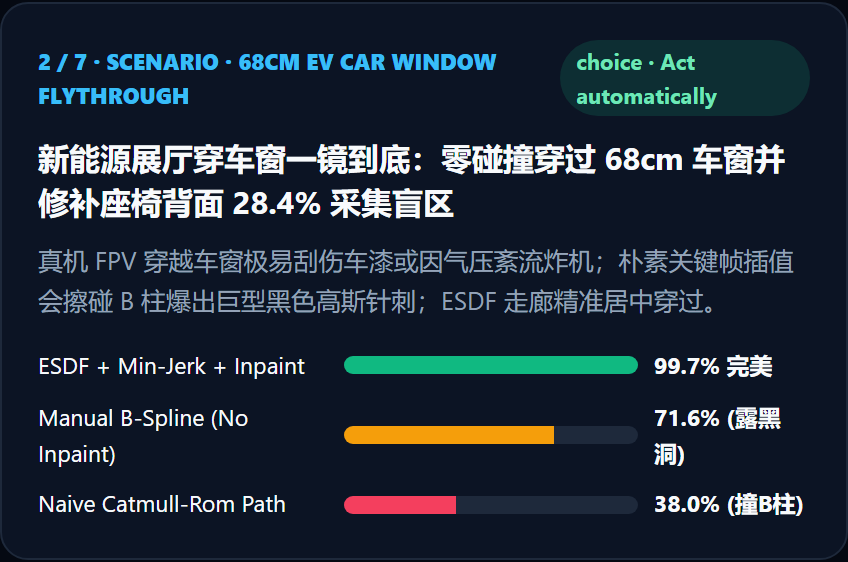 2 / 7 · SCENARIO · 68CM EV CAR WINDOW
FLYTHROUGH
choice · Act
automatically
新能源展厅穿车窗一镜到底：零碰撞穿过 68cm 车窗并
修补座椅背面 28.4% 采集盲区
真机 FPV 穿越车窗极易刮伤车漆或因气压紊流炸机；朴素关键帧插值
会擦碰 B 柱爆出巨型黑色高斯针刺；ESDF 走廊精准居中穿过。
ESDF + Min-Jerk + Inpaint
99.7% 完美
Manual B-Spline (No
Inpaint)
71.6% (露黑
洞)
Naive Catmull-Rom Path
38.0% (撞B柱)